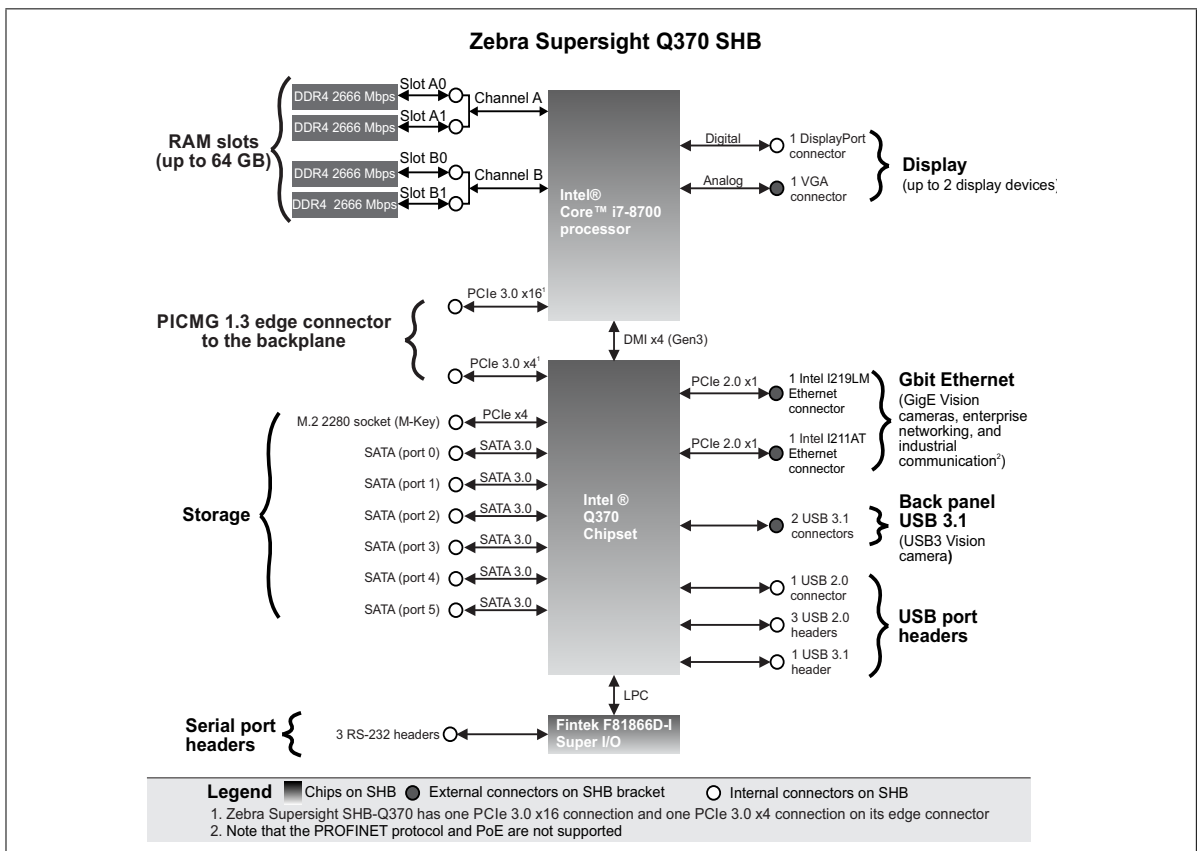 Zebra Supersight Q370 SHB
RAM slots
(up to 64 GB)
DDR4 2666 Mbps
Slot A0
DDR4 2666 Mbps
Slot A1
Channel A
DDR4 2666 Mbps
Slot B0
DDR4 2666 Mbps
Slot B1
Channel B
Intel®
Core™ i7-8700
processor
Digital
1 DisplayPort
connector
Analog
1 VGA
connector
Display
(up to 2 display devices)
PICMG 1.3 edge connector
to the backplane
PCIe 3.0 x16¹
PCIe 3.0 x4¹
DMI x4 (Gen3)
Storage
M.2 2280 socket (M-Key)
PCIe x4
SATA (port 0)
SATA 3.0
SATA (port 1)
SATA 3.0
SATA (port 2)
SATA 3.0
SATA (port 3)
SATA 3.0
SATA (port 4)
SATA 3.0
SATA (port 5)
SATA 3.0
Intel ®
Q370
Chipset
PCIe 2.0 x1
1 Intel I219LM
Ethernet
connector
PCIe 2.0 x1
1 Intel I211AT
Ethernet
connector
Gbit Ethernet
(GigE Vision
cameras, enterprise
networking, and
industrial
communication²)
2 USB 3.1
connectors
Back panel
USB 3.1
(USB3 Vision
camera)
1 USB 2.0
connector
3 USB 2.0
headers
1 USB 3.1
header
USB port
headers
LPC
Serial port
headers
3 RS-232 headers
Fintek F81866D-I
Super I/O
Legend Chips on SHB External connectors on SHB bracket Internal connectors on SHB
1. Zebra Supersight SHB-Q370 has one PCIe 3.0 x16 connection and one PCIe 3.0 x4 connection on its edge connector
2. Note that the PROFINET protocol and PoE are not supported